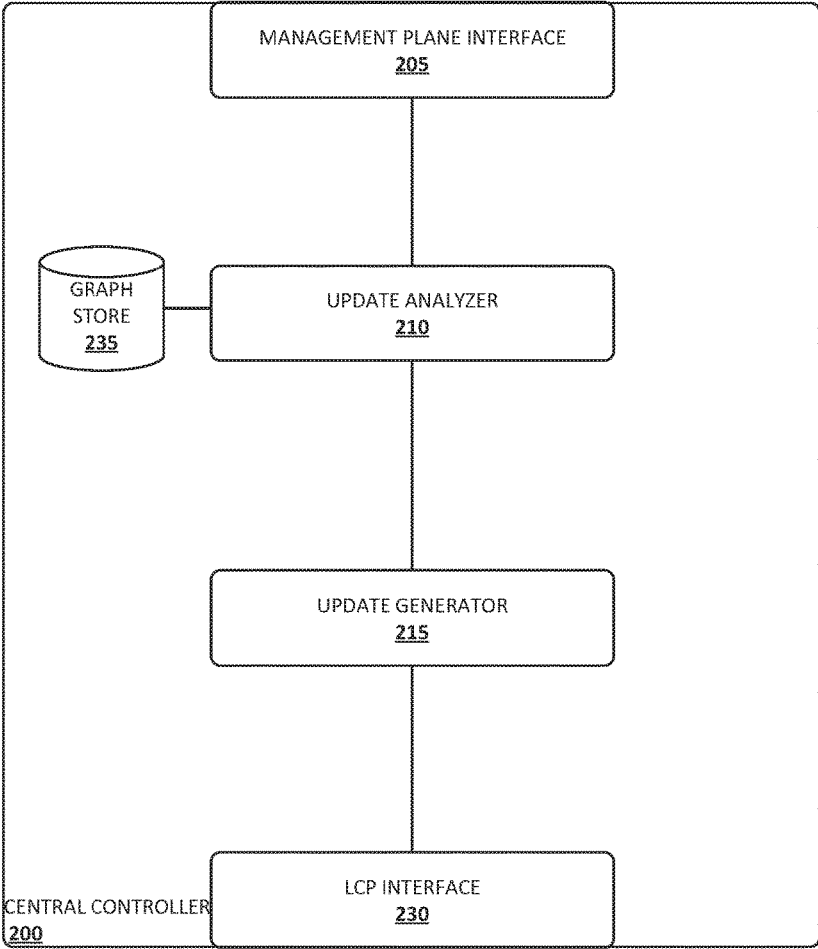 MANAGEMENT PLANE INTERFACE
205
GRAPH
STORE
235
UPDATE ANALYZER
210
UPDATE GENERATOR
215
LCP INTERFACE
230
CENTRAL CONTROLLER
200